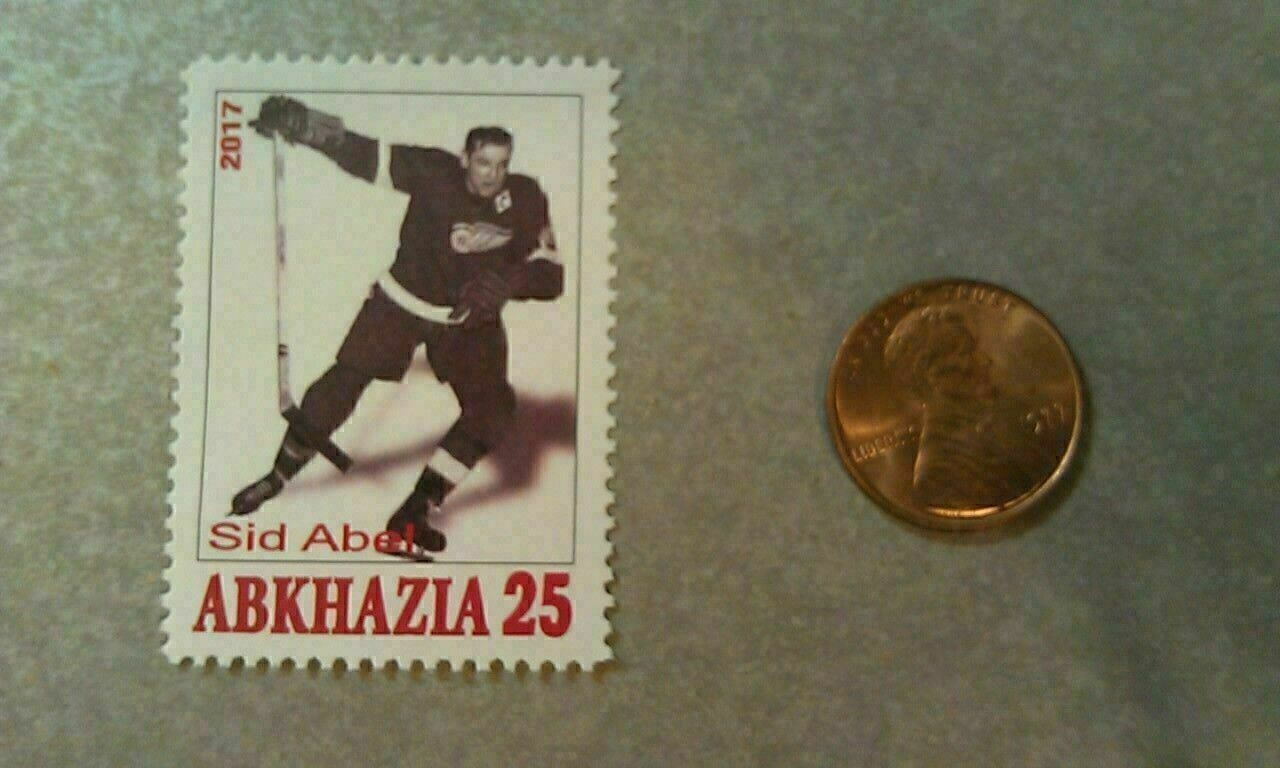 2017
Sid Abel
ABKHAZIA 25
LIBERTY